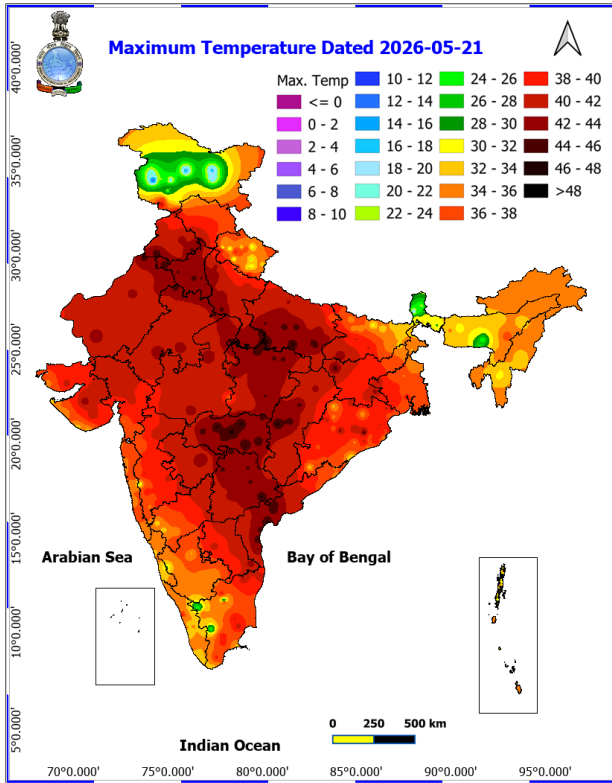 Maximum Temperature Dated 2026-05-21
Max. Temp
<= 0
0 - 2
2 - 4
4 - 6
6 - 8
8 - 10
10 - 12
12 - 14
14 - 16
16 - 18
18 - 20
20 - 22
22 - 24
24 - 26
26 - 28
28 - 30
30 - 32
32 - 34
34 - 36
36 - 38
38 - 40
40 - 42
42 - 44
44 - 46
46 - 48
>48
40°0.000'
35°0.000'
30°0.000'
25°0.000'
20°0.000'
15°0.000'
10°0.000'
5°0.000'
Arabian Sea
Bay of Bengal
Indian Ocean
0 250 500 km
70°0.000' 75°0.000' 80°0.000' 85°0.000' 90°0.000' 95°0.000'